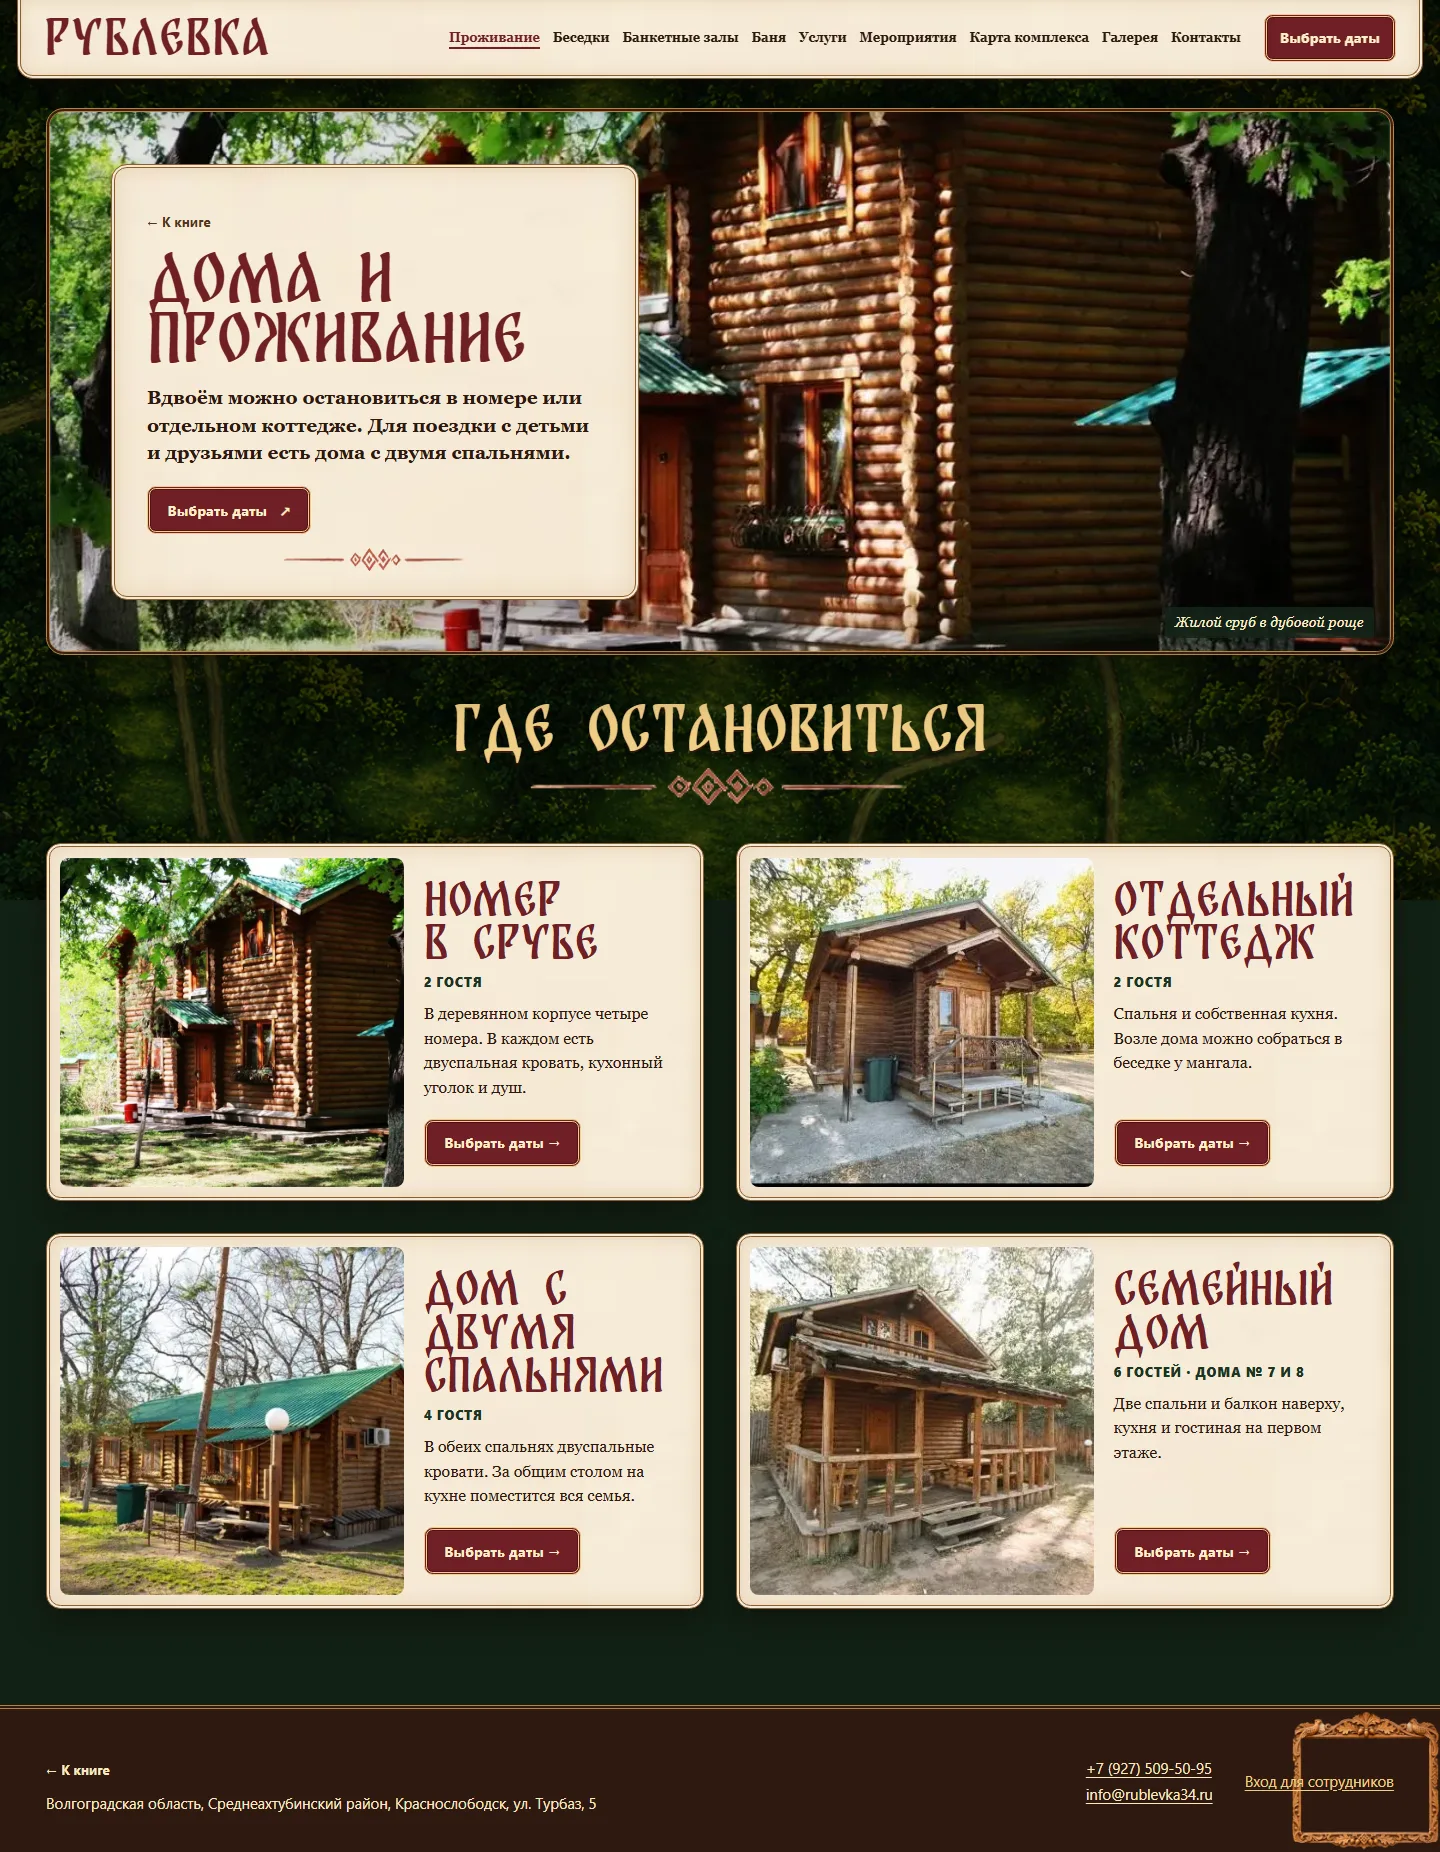 РУБЛЕВКА
Проживание Беседки Банкетные залы Баня Услуги Мероприятия Карта комплекса Галерея Контакты
Выбрать даты
← К книге
ДОМА И
ПРОЖИВАНИЕ
Вдвоём можно остановиться в номере или
отдельном коттедже. Для поездки с детьми
и друзьями есть дома с двумя спальнями.
Выбрать даты ↗
Жилой сруб в дубовой роще
ГДЕ ОСТАНОВИТЬСЯ
НОМЕР
В СРУБЕ
2 ГОСТЯ
В деревянном корпусе четыре
номера. В каждом есть
двуспальная кровать, кухонный
уголок и душ.
Выбрать даты →
ОТДЕЛЬНЫЙ
КОТТЕДЖ
2 ГОСТЯ
Спальня и собственная кухня.
Возле дома можно собраться в
беседке у мангала.
Выбрать даты →
ДОМ С
ДВУМЯ
СПАЛЬНЯМИ
4 ГОСТЯ
В обеих спальнях двуспальные
кровати. За общим столом на
кухне поместится вся семья.
Выбрать даты →
СЕМЕЙНЫЙ
ДОМ
6 ГОСТЕЙ · ДОМА № 7 И 8
Две спальни и балкон наверху,
кухня и гостиная на первом
этаже.
Выбрать даты →
← К книге
Волгоградская область, Среднеахтубинский район, Краснослободск, ул. Турбаз, 5
+7 (927) 509-50-95
info@rublevka34.ru
Вход для сотрудников